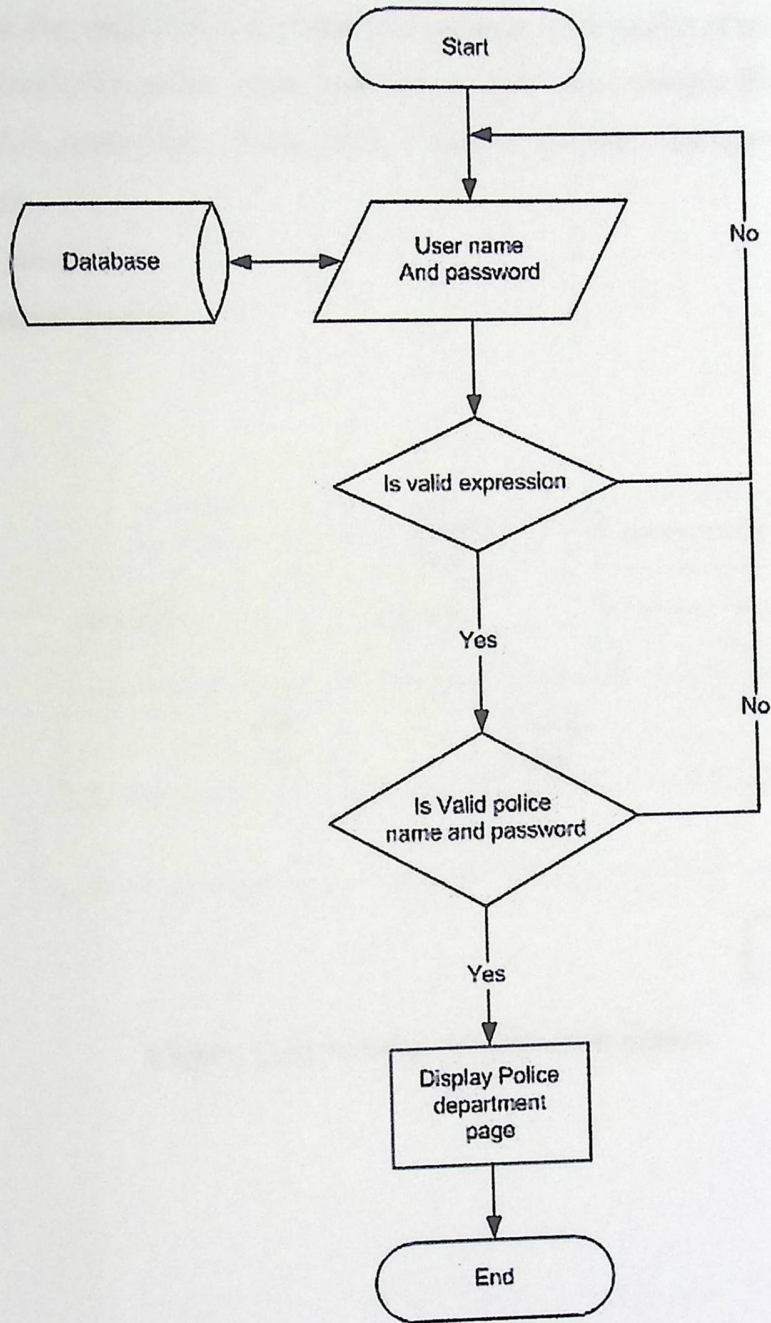 Start
No
Database
User name
And password
Is valid expression
Yes
No
Is Valid police
name and password
Yes
Display Police
department
page
End